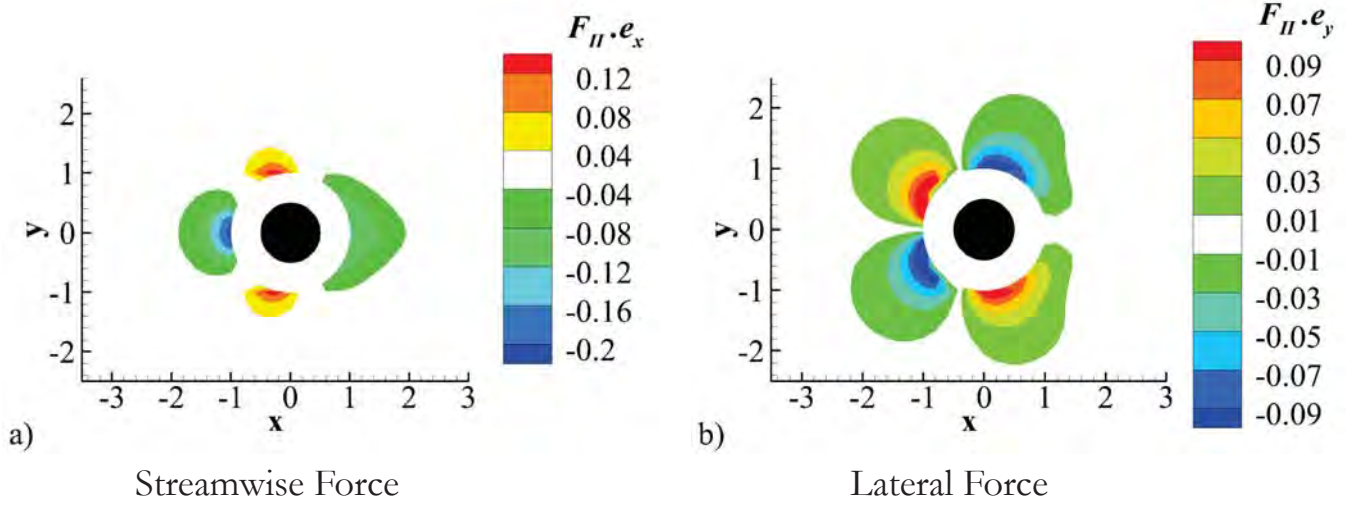 F_II.e_x
0.12
0.08
0.04
-0.04
-0.08
-0.12
-0.16
-0.2
y
2
1
0
-1
-2
-3 -2 -1 0 1 2 3
x
a)
Streamwise Force
F_II.e_y
0.09
0.07
0.05
0.03
0.01
-0.01
-0.03
-0.05
-0.07
-0.09
y
2
1
0
-1
-2
-3 -2 -1 0 1 2 3
x
b)
Lateral Force